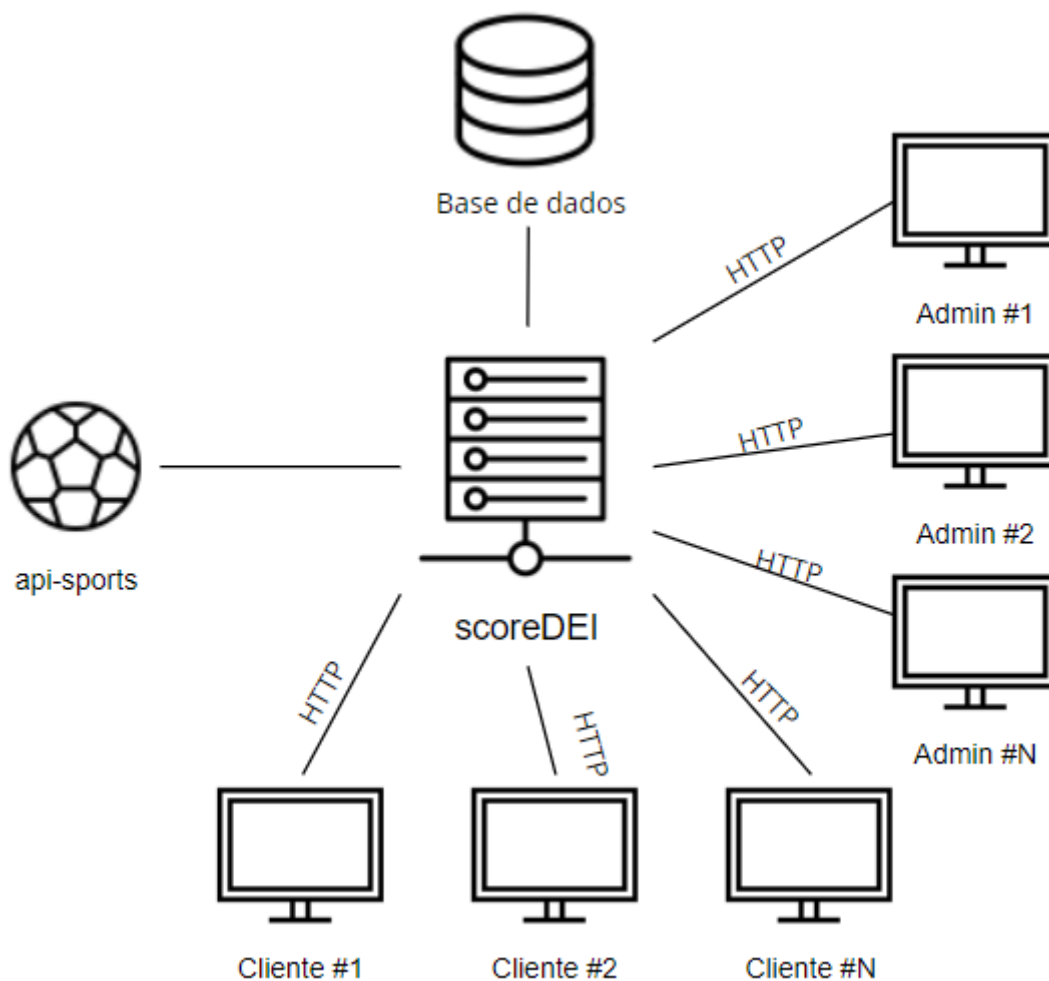 Base de dados
HTTP
Admin #1
HTTP
Admin #2
api-sports
HTTP
scoreDEI
Admin #N
HTTP
HTTP
HTTP
Cliente #1
Cliente #2
Cliente #N